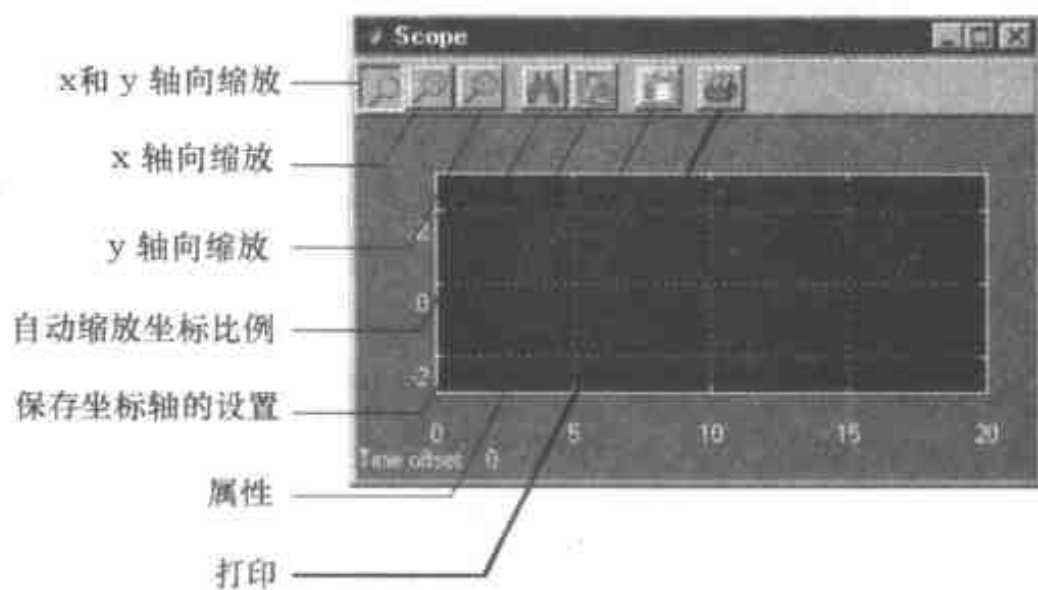 Scope
x和 y 轴向缩放
x 轴向缩放
y 轴向缩放
自动缩放坐标比例
保存坐标轴的设置
属性
打印
4
0
-2
0 5 10 15 20
Time offset: 0